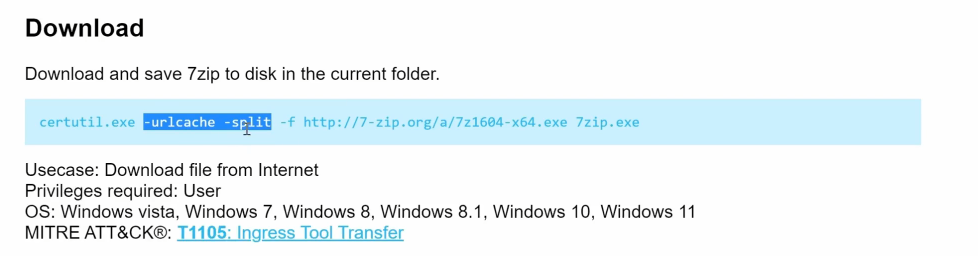 Download
Download and save 7zip to disk in the current folder.
certutil.exe -urlcache -split -f http://7-zip.org/a/7z1604-x64.exe 7zip.exe
Usecase: Download file from Internet
Privileges required: User
OS: Windows vista, Windows 7, Windows 8, Windows 8.1, Windows 10, Windows 11
MITRE ATT&CK®: T1105: Ingress Tool Transfer